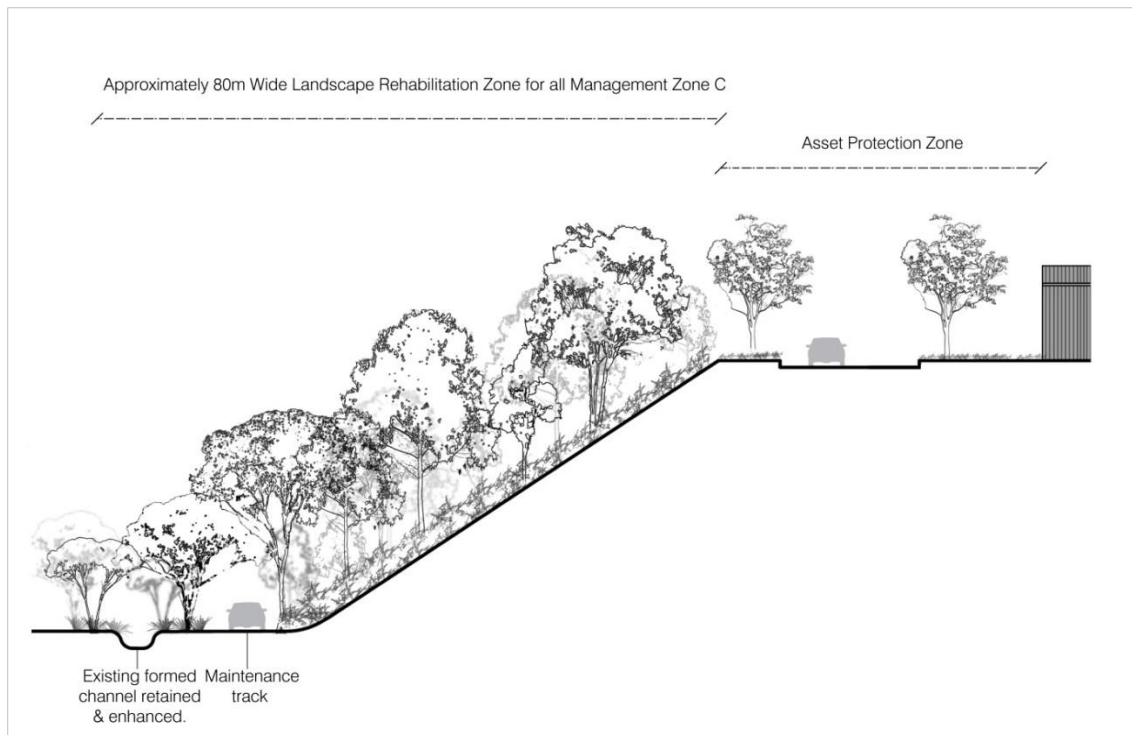 Approximately 80m Wide Landscape Rehabilitation Zone for all Management Zone C
Asset Protection Zone
Existing formed
channel retained
& enhanced.
Maintenance
track